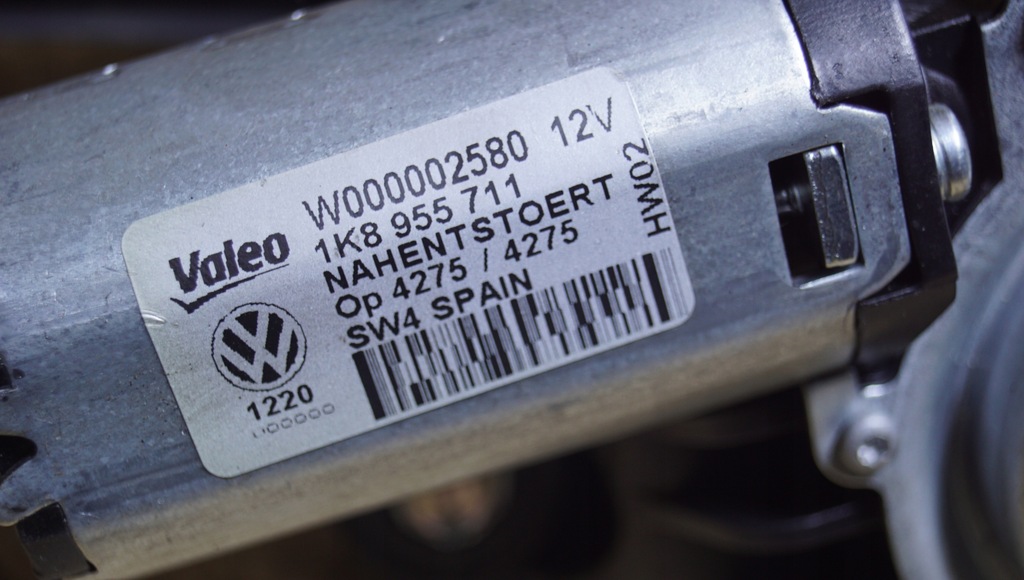 W000002580 12V
1K8 955 711
NAHENTSTOERT
Op 4275 / 4275
SW4 SPAIN
HW02
Valeo
1220